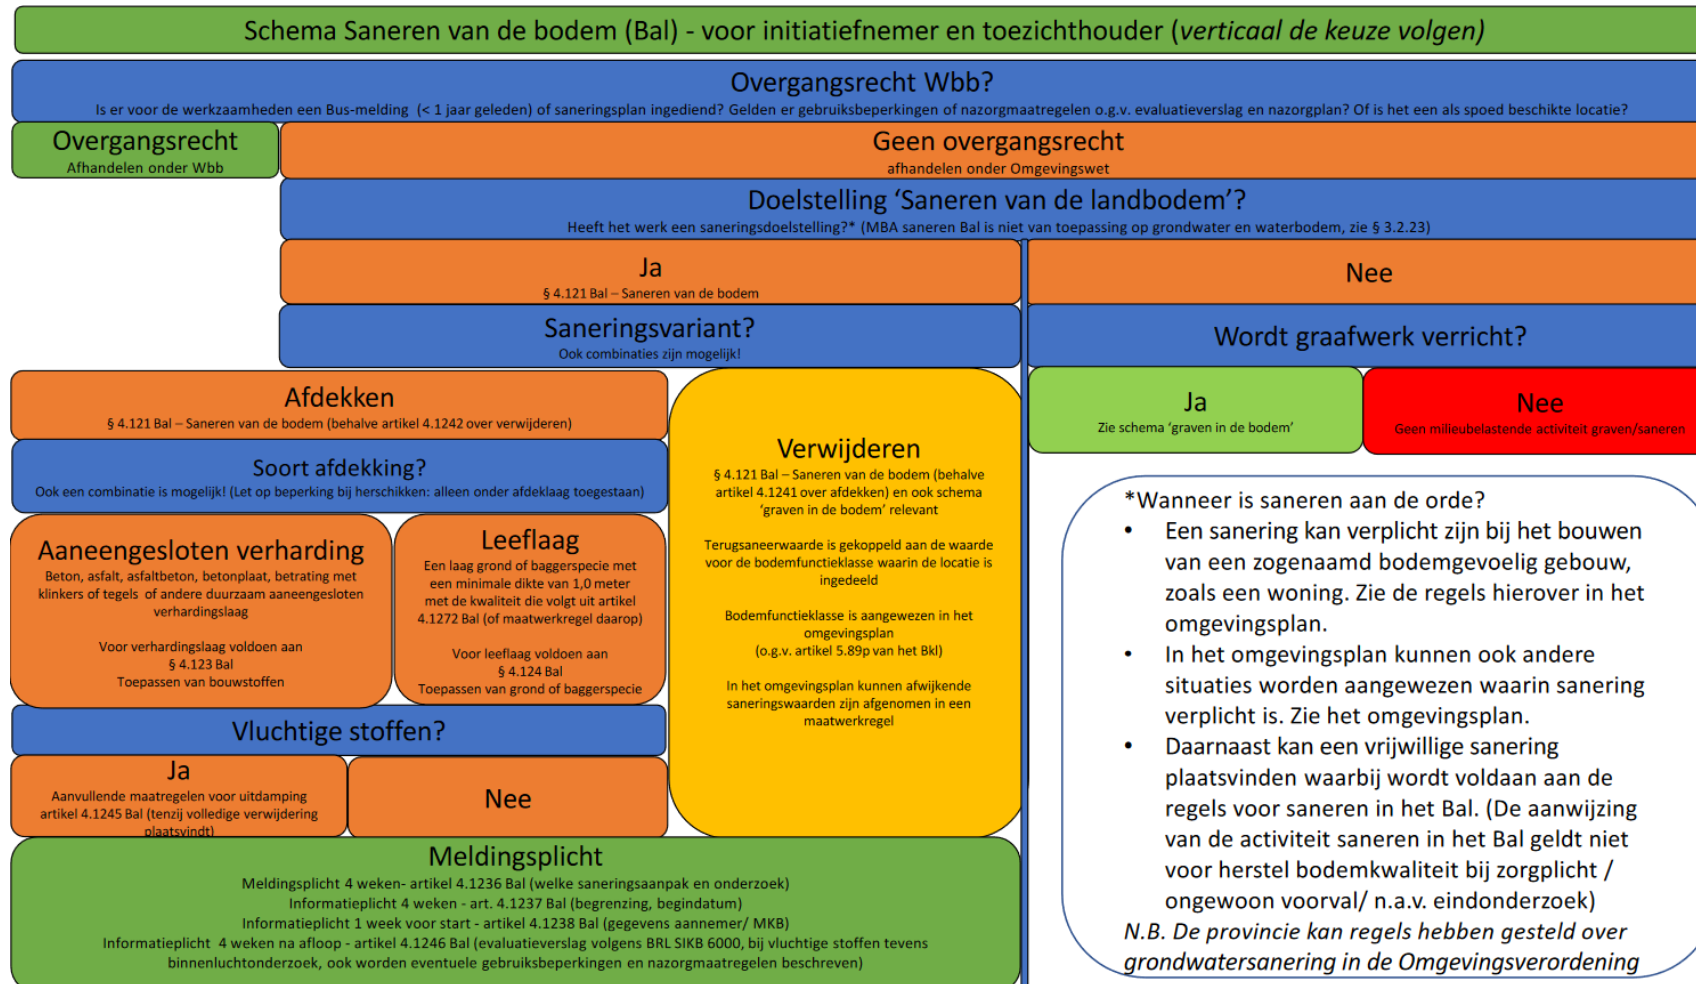 Schema Saneren van de bodem (Bal) - voor initiatiefnemer en toezichthouder (verticaal de keuze volgen)
Overgangsrecht Wbb?
Is er voor de werkzaamheden een Bus-melding (< 1 jaar geleden) of saneringsplan ingediend? Gelden er gebruiksbeperkingen of nazorgmaatregelen o.g.v. evaluatieverslag en nazorgplan? Of is het een als spoed beschikte locatie?
Overgangsrecht
Afhandelen onder Wbb
Geen overgangsrecht
afhandelen onder Omgevingswet
Doelstelling ‘Saneren van de landbodem’?
Heeft het werk een saneringsdoelstelling?* (MBA saneren Bal is niet van toepassing op grondwater en waterbodem, zie § 3.2.23)
Ja
§ 4.121 Bal – Saneren van de bodem
Nee
Saneringsvariant?
Ook combinaties zijn mogelijk!
Wordt graafwerk verricht?
Afdekken
§ 4.121 Bal – Saneren van de bodem (behalve artikel 4.1242 over verwijderen)
Soort afdekking?
Ook een combinatie is mogelijk! (Let op beperking bij herschikken: alleen onder afdeklaag toegestaan)
Aaneengesloten verharding
Beton, asfalt, asfaltbeton, betonplaat, betrating met
klinkers of tegels of andere duurzaam aaneengesloten
verhardingslaag
Voor verhardingslaag voldoen aan
§ 4.123 Bal
Toepassen van bouwstoffen
Leeflaag
Een laag grond of baggerspecie met
een minimale dikte van 1,0 meter
met de kwaliteit die volgt uit artikel
4.1272 Bal (of maatwerkregel daarop)
Voor leeflaag voldoen aan
§ 4.124 Bal
Toepassen van grond of baggerspecie
Vluchtige stoffen?
Ja
Aanvullende maatregelen voor uitdamping
artikel 4.1245 Bal (tenzij volledige verwijdering
plaatsvindt)
Nee
Verwijderen
§ 4.121 Bal – Saneren van de bodem (behalve
artikel 4.1241 over afdekken) en ook schema
‘graven in de bodem’ relevant
Terugsaneerwaarde is gekoppeld aan de waarde
voor de bodemfunctieklasse waarin de locatie is
ingedeeld
Bodemfunctieklasse is aangewezen in het
omgevingsplan
(o.g.v. artikel 5.89p van het Bkl)
In het omgevingsplan kunnen afwijkende
saneringswaarden zijn afgenomen in een
maatwerkregel
Meldingsplicht
Meldingsplicht 4 weken- artikel 4.1236 Bal (welke saneringsaanpak en onderzoek)
Informatieplicht 4 weken - art. 4.1237 Bal (begrenzing, begindatum)
Informatieplicht 1 week voor start - artikel 4.1238 Bal (gegevens aannemer/ MKB)
Informatieplicht 4 weken na afloop - artikel 4.1246 Bal (evaluatieverslag volgens BRL SIKB 6000, bij vluchtige stoffen tevens
binnenluchtonderzoek, ook worden eventuele gebruiksbeperkingen en nazorgmaatregelen beschreven)
Ja
Zie schema ‘graven in de bodem’
Nee
Geen milieubelastende activiteit graven/saneren
*Wanneer is saneren aan de orde?
• Een sanering kan verplicht zijn bij het bouwen
van een zogenaamd bodemgevoelig gebouw,
zoals een woning. Zie de regels hierover in het
omgevingsplan.
• In het omgevingsplan kunnen ook andere
situaties worden aangewezen waarin sanering
verplicht is. Zie het omgevingsplan.
• Daarnaast kan een vrijwillige sanering
plaatsvinden waarbij wordt voldaan aan de
regels voor saneren in het Bal. (De aanwijzing
van de activiteit saneren in het Bal geldt niet
voor herstel bodemkwaliteit bij zorgplicht /
ongewoon voorval/ n.a.v. eindonderzoek)
N.B. De provincie kan regels hebben gesteld over
grondwatersanering in de Omgevingsverordening